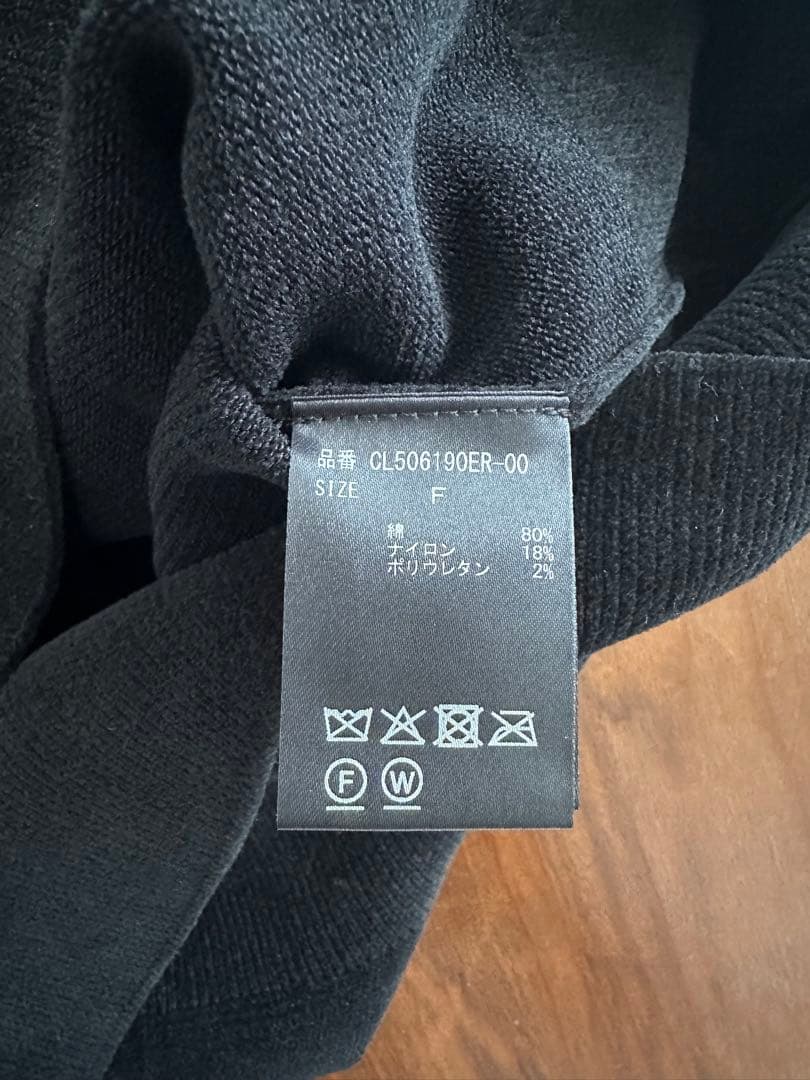 品番 CL506190ER-00
SIZE F
綿 80%
ナイロン 18%
ポリウレタン 2%
F W